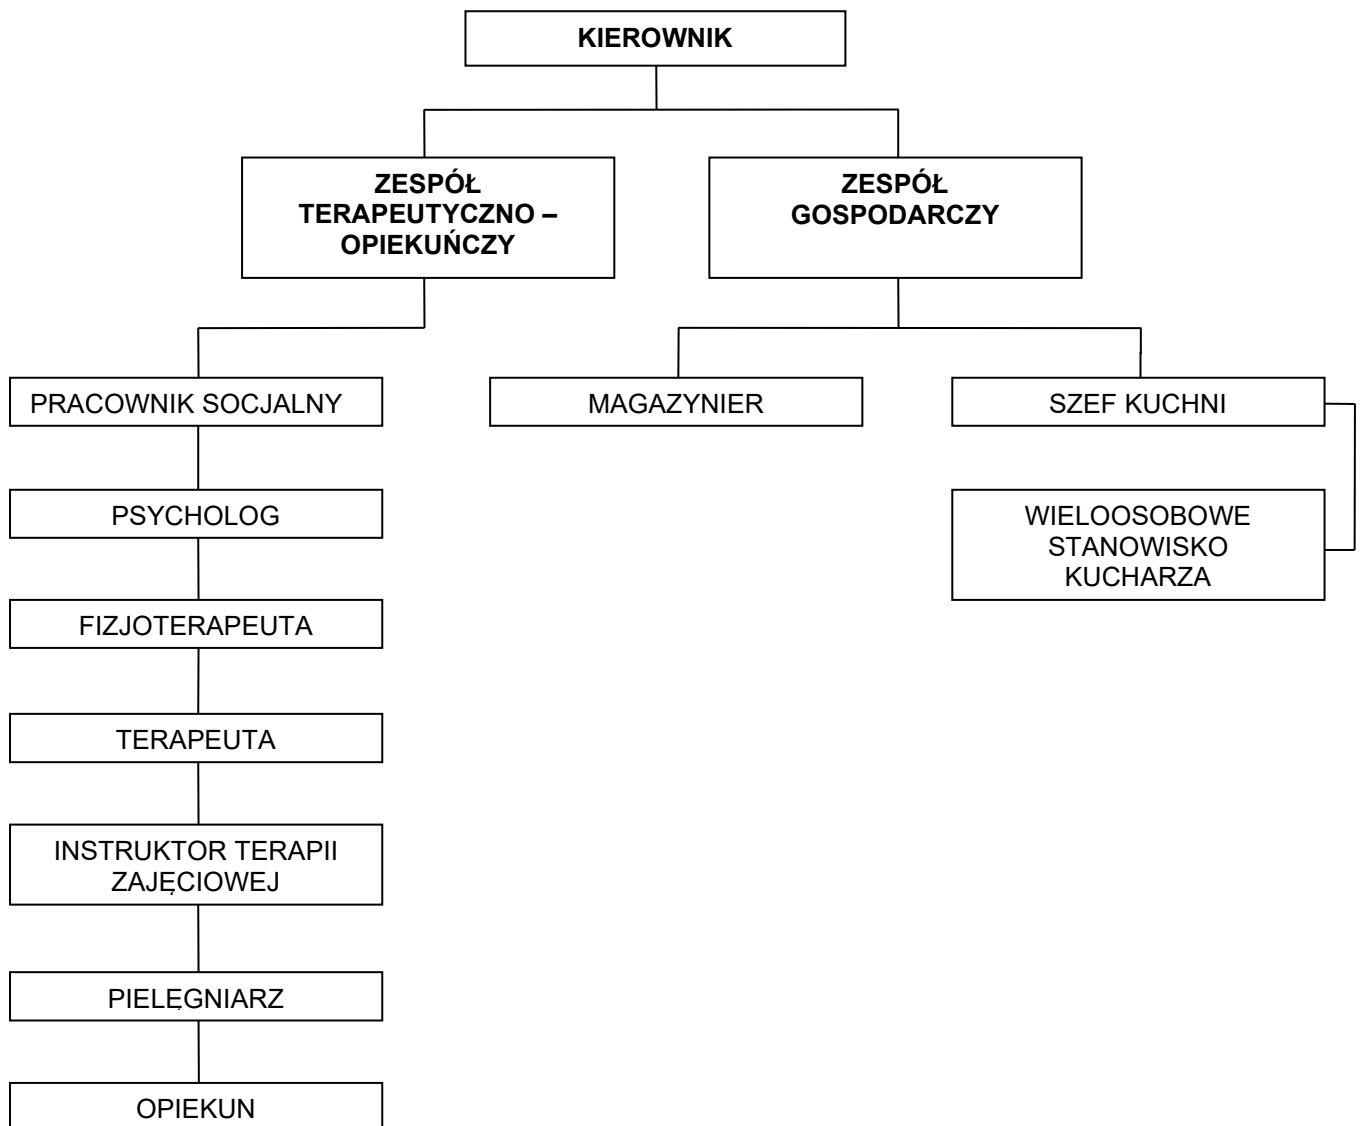 KIEROWNIK
ZESPÓŁ
TERAPEUTYCZNO –
OPIEKUŃCZY
ZESPÓŁ
GOSPODARCZY
PRACOWNIK SOCJALNY
MAGAZYNIER
SZEF KUCHNI
PSYCHOLOG
WIELOOSOBOWE
STANOWISKO
KUCHARZA
FIZJOTERAPEUTA
TERAPEUTA
INSTRUKTOR TERAPII
ZAJĘCIOWEJ
PIELĘGNIARZ
OPIEKUN